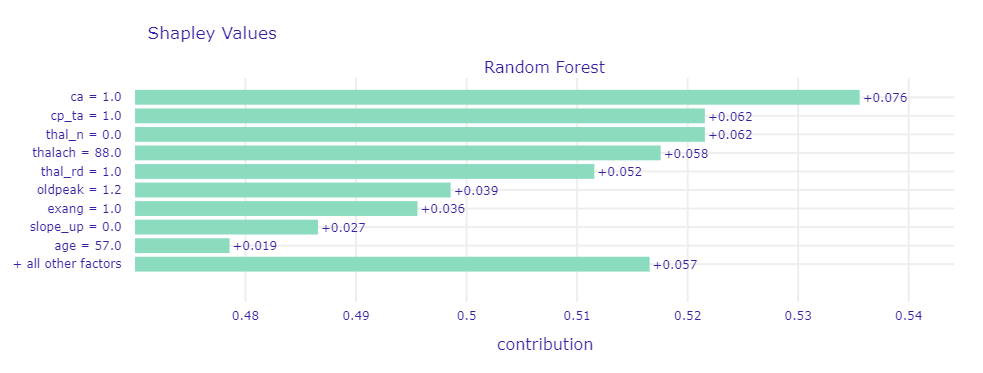 Shapley Values
Random Forest
ca = 1.0 +0.076
cp_ta = 1.0 +0.062
thal_n = 0.0 +0.062
thalach = 88.0 +0.058
thal_rd = 1.0 +0.052
oldpeak = 1.2 +0.039
exang = 1.0 +0.036
slope_up = 0.0 +0.027
age = 57.0 +0.019
+ all other factors +0.057
0.48 0.49 0.5 0.51 0.52 0.53 0.54
contribution